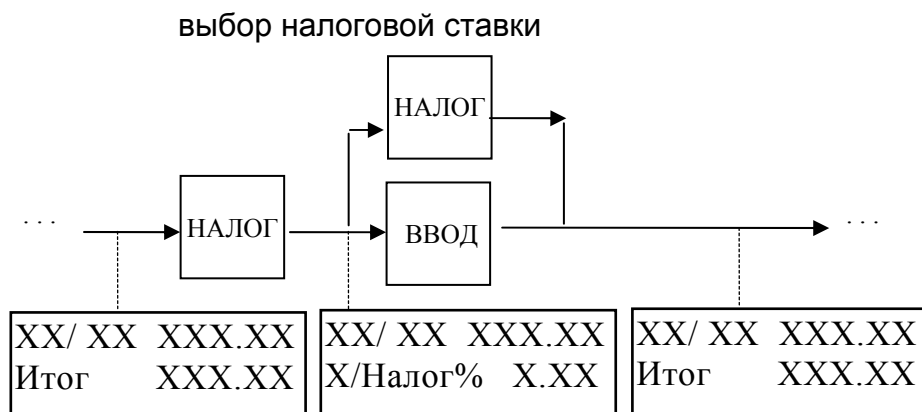 выбор налоговой ставки
НАЛОГ
. . . НАЛОГ ВВОД . . .
XX/ XX XXX.XX XX/ XX XXX.XX XX/ XX XXX.XX
Итог XXX.XX X/Налог% X.XX Итог XXX.XX